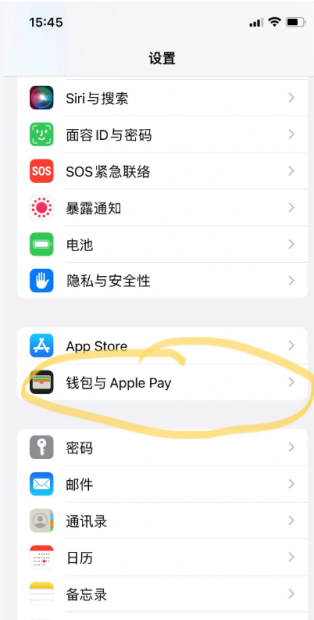 15:45
设置
Siri与搜索
面容ID与密码
SOS
SOS紧急联络
暴露通知
电池
隐私与安全性
App Store
钱包与 Apple Pay
密码
邮件
通讯录
日历
备忘录